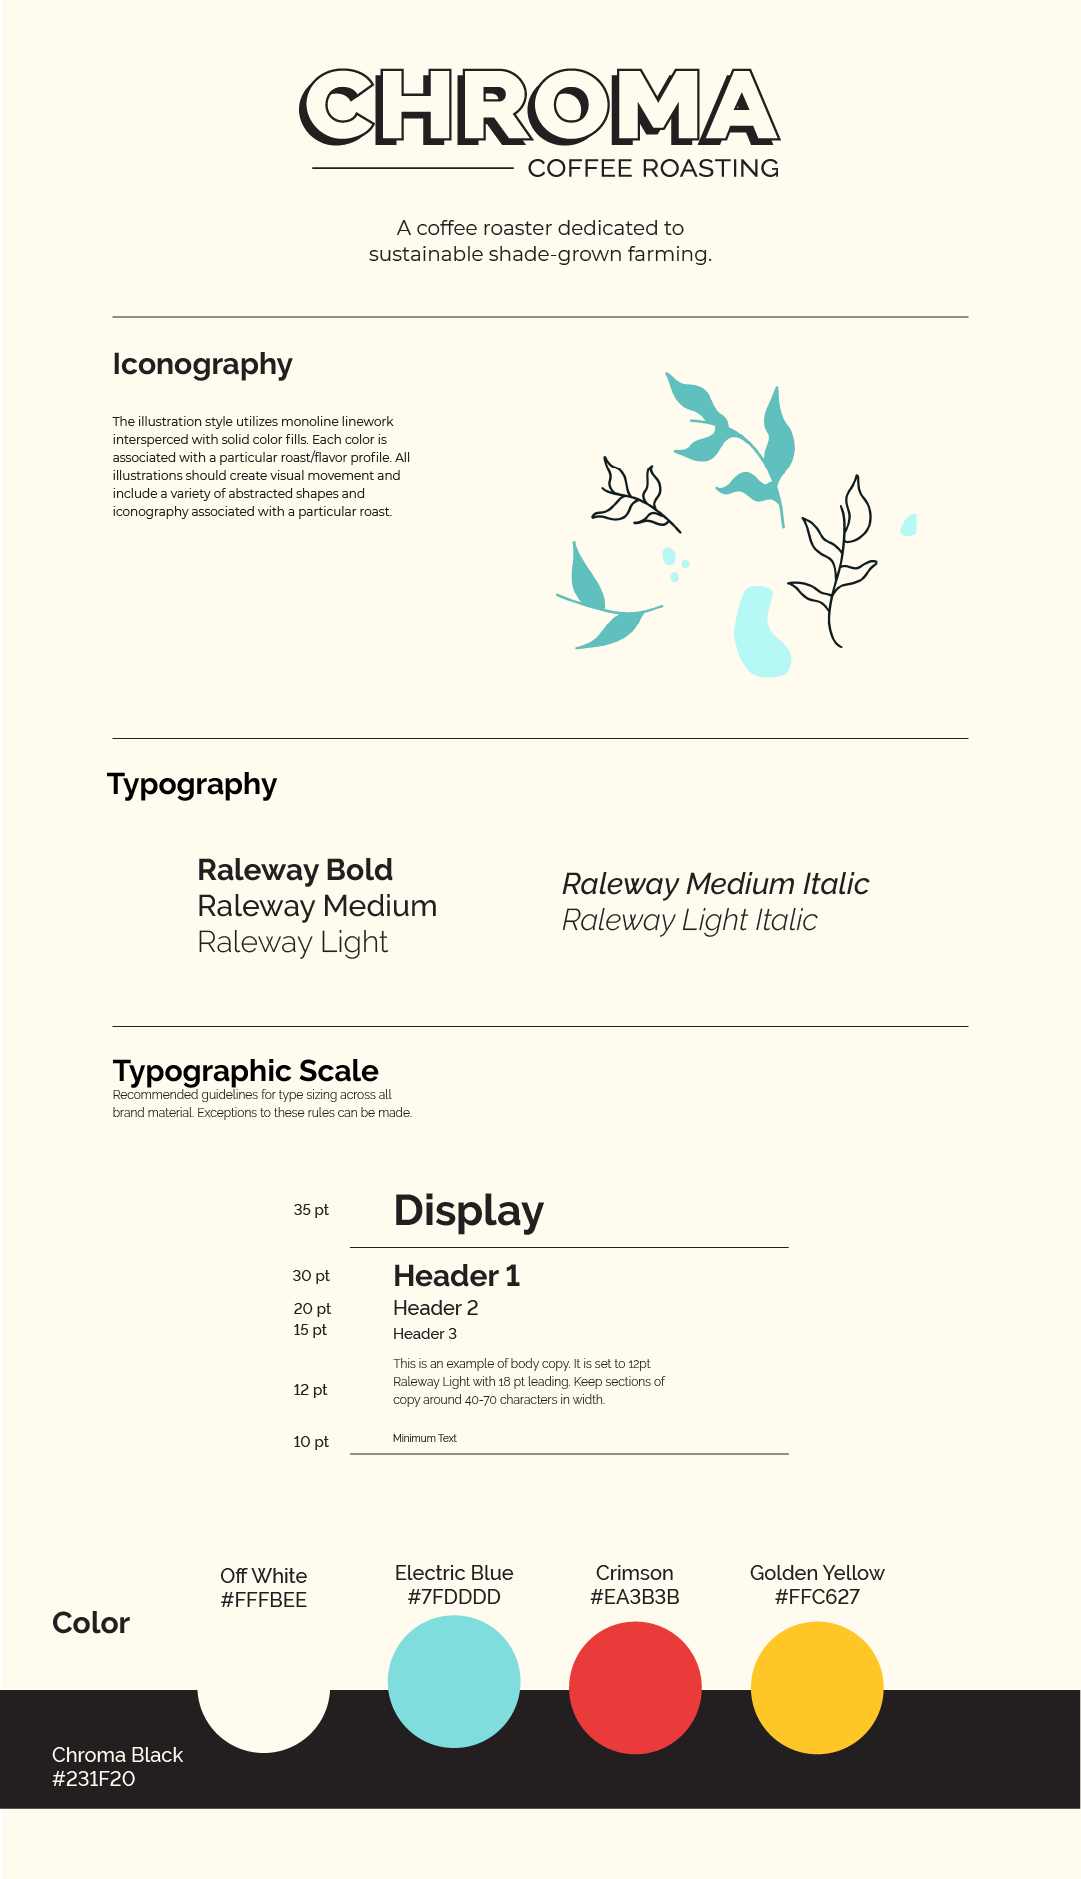 CHROMA
COFFEE ROASTING
A coffee roaster dedicated to
sustainable shade-grown farming.
Iconography
The illustration style utilizes monoline linework
intersperced with solid color fills. Each color is
associated with a particular roast/flavor profile. All
illustrations should create visual movement and
include a variety of abstracted shapes and
iconography associated with a particular roast.
Typography
Raleway Bold
Raleway Medium
Raleway Light
Raleway Medium Italic
Raleway Light Italic
Typographic Scale
Recommended guidelines for type sizing across all
brand material. Exceptions to these rules can be made.
35 pt Display
30 pt Header 1
20 pt Header 2
15 pt Header 3
12 pt
This is an example of body copy. It is set to 12pt
Raleway Light with 18 pt leading. Keep sections of
copy around 40-70 characters in width.
10 pt Minimum Text
Color
Off White
#FFFBEE
Electric Blue
#7FDDDD
Crimson
#EA3B3B
Golden Yellow
#FFC627
Chroma Black
#231F20